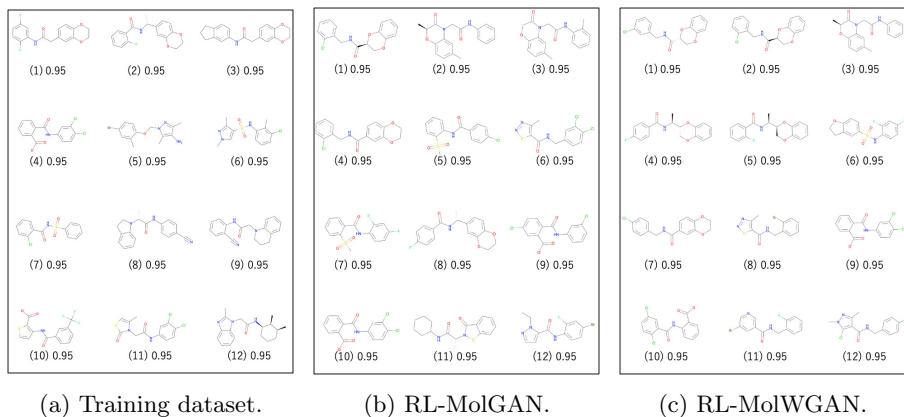 (1) 0.95 (2) 0.95 (3) 0.95
(4) 0.95 (5) 0.95 (6) 0.95
(7) 0.95 (8) 0.95 (9) 0.95
(10) 0.95 (11) 0.95 (12) 0.95
(a) Training dataset.
(1) 0.95 (2) 0.95 (3) 0.95
(4) 0.95 (5) 0.95 (6) 0.95
(7) 0.95 (8) 0.95 (9) 0.95
(10) 0.95 (11) 0.95 (12) 0.95
(b) RL-MolGAN.
(1) 0.95 (2) 0.95 (3) 0.95
(4) 0.95 (5) 0.95 (6) 0.95
(7) 0.95 (8) 0.95 (9) 0.95
(10) 0.95 (11) 0.95 (12) 0.95
(c) RL-MolWGAN.